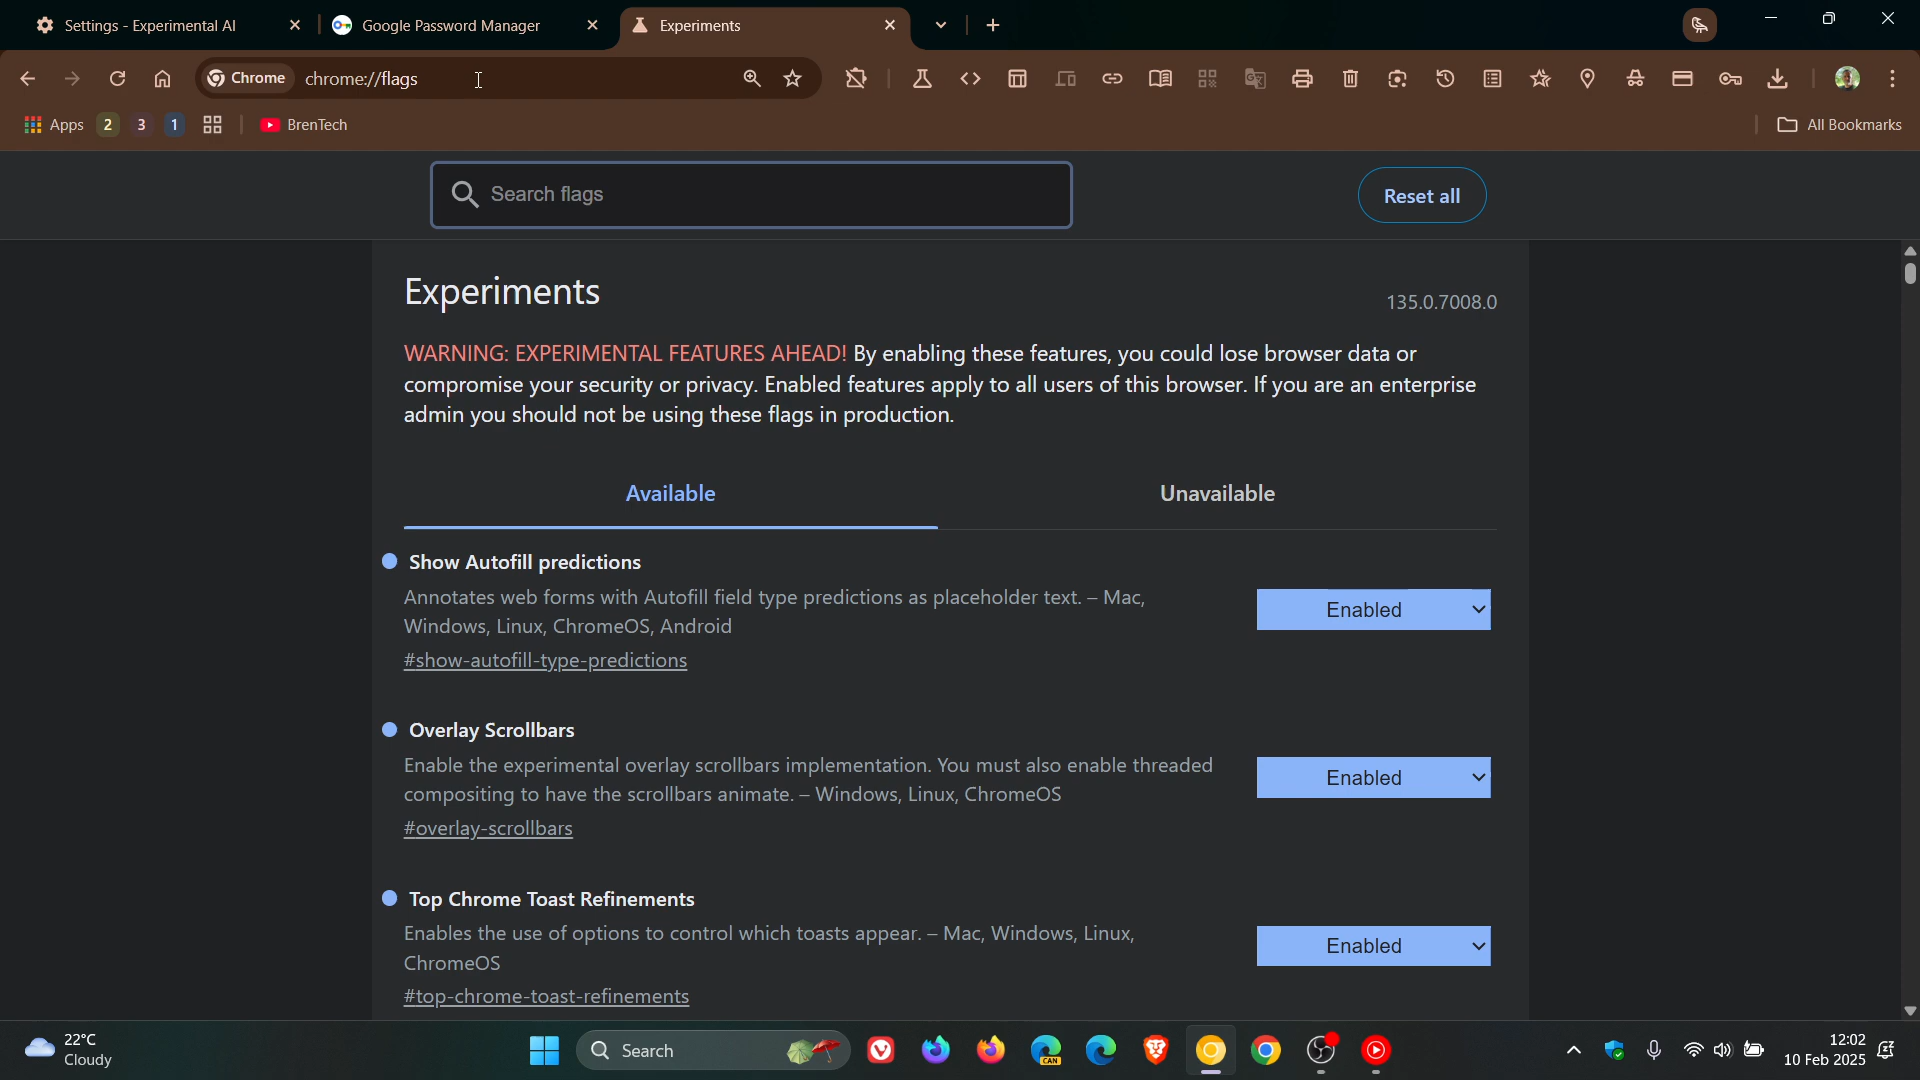 Settings - Experimental AI
Google Password Manager
Experiments
Chrome
chrome://flags
Apps
2
3
1
BrenTech
All Bookmarks
Search flags
Reset all
Experiments
135.0.7008.0
WARNING: EXPERIMENTAL FEATURES AHEAD! By enabling these features, you could lose browser data or
compromise your security or privacy. Enabled features apply to all users of this browser. If you are an enterprise
admin you should not be using these flags in production.
Available
Unavailable
Show Autofill predictions
Annotates web forms with Autofill field type predictions as placeholder text. – Mac,
Windows, Linux, ChromeOS, Android
#show-autofill-type-predictions
Enabled
Overlay Scrollbars
Enable the experimental overlay scrollbars implementation. You must also enable threaded
compositing to have the scrollbars animate. – Windows, Linux, ChromeOS
#overlay-scrollbars
Enabled
Top Chrome Toast Refinements
Enables the use of options to control which toasts appear. – Mac, Windows, Linux,
ChromeOS
#top-chrome-toast-refinements
Enabled
22°C
Cloudy
Search
CAN
12:02
10 Feb 2025